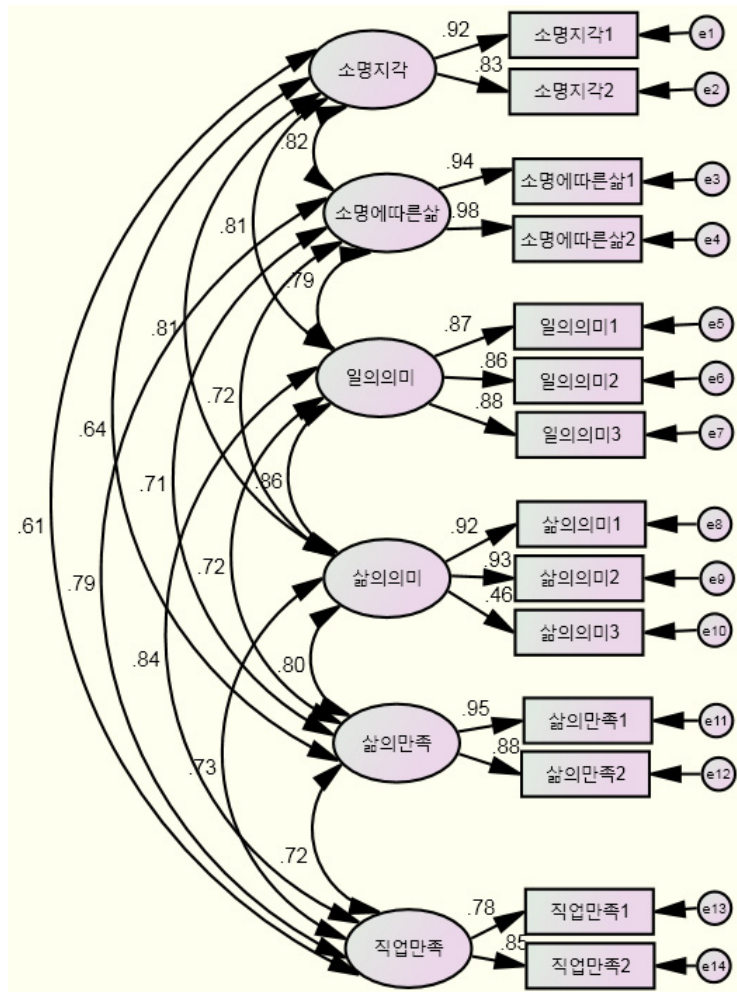 .92
소명지각1
e1
소명지각
.83
소명지각2
e2
.82
.94
소명에따른삶1
e3
소명에따른삶
.98
소명에따른삶2
e4
.81
.79
.87
일의의미1
e5
일의의미
.86
일의의미2
e6
.88
일의의미3
e7
.81
.72
.64
.71
.86
.61
.92
삶의의미1
e8
삶의의미
.93
삶의의미2
e9
.46
삶의의미3
e10
.79
.72
.84
.80
.95
삶의만족1
e11
삶의만족
.88
삶의만족2
e12
.73
.72
.78
직업만족1
e13
직업만족
.85
직업만족2
e14